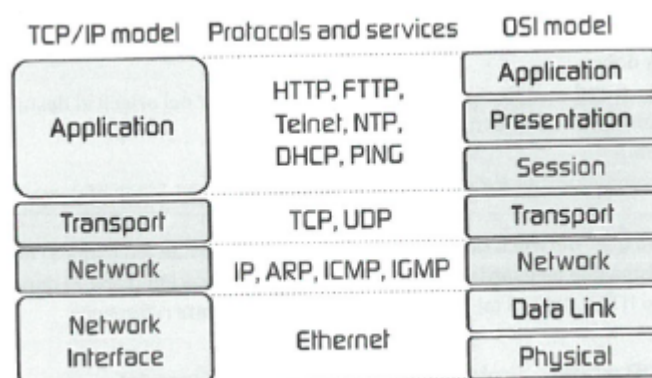 TCP/IP model Protocols and services OSI model
Application
HTTP, FTTP,
Telnet, NTP,
DHCP, PING
Application
Presentation
Session
Transport
TCP, UDP
Transport
Network
IP, ARP, ICMP, IGMP
Network
Network
Interface
Ethernet
Data Link
Physical